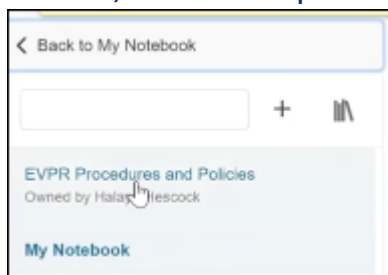 Back to My Notebook
EVPR Procedures and Policies
Owned by
My Notebook